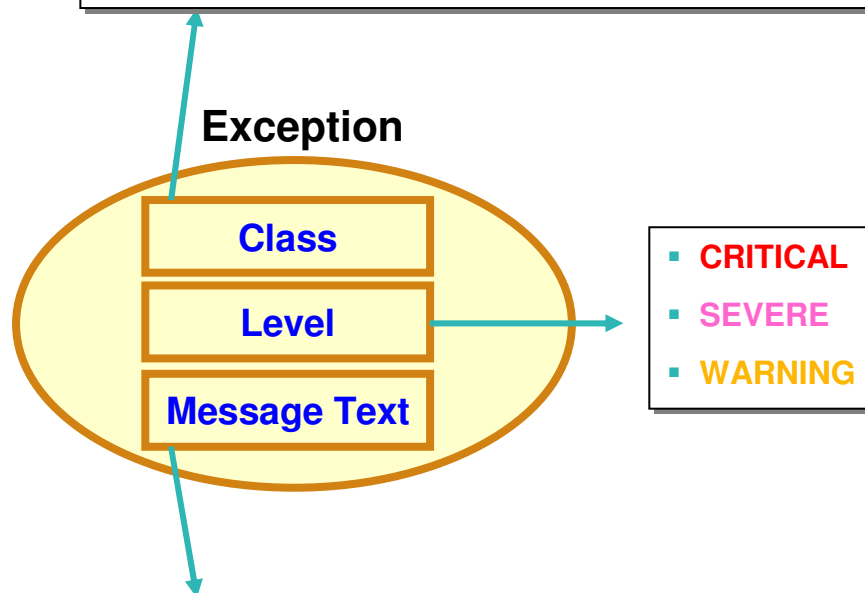 Exception
Class
Level
Message Text
▪ CRITICAL
▪ SEVERE
▪ WARNING